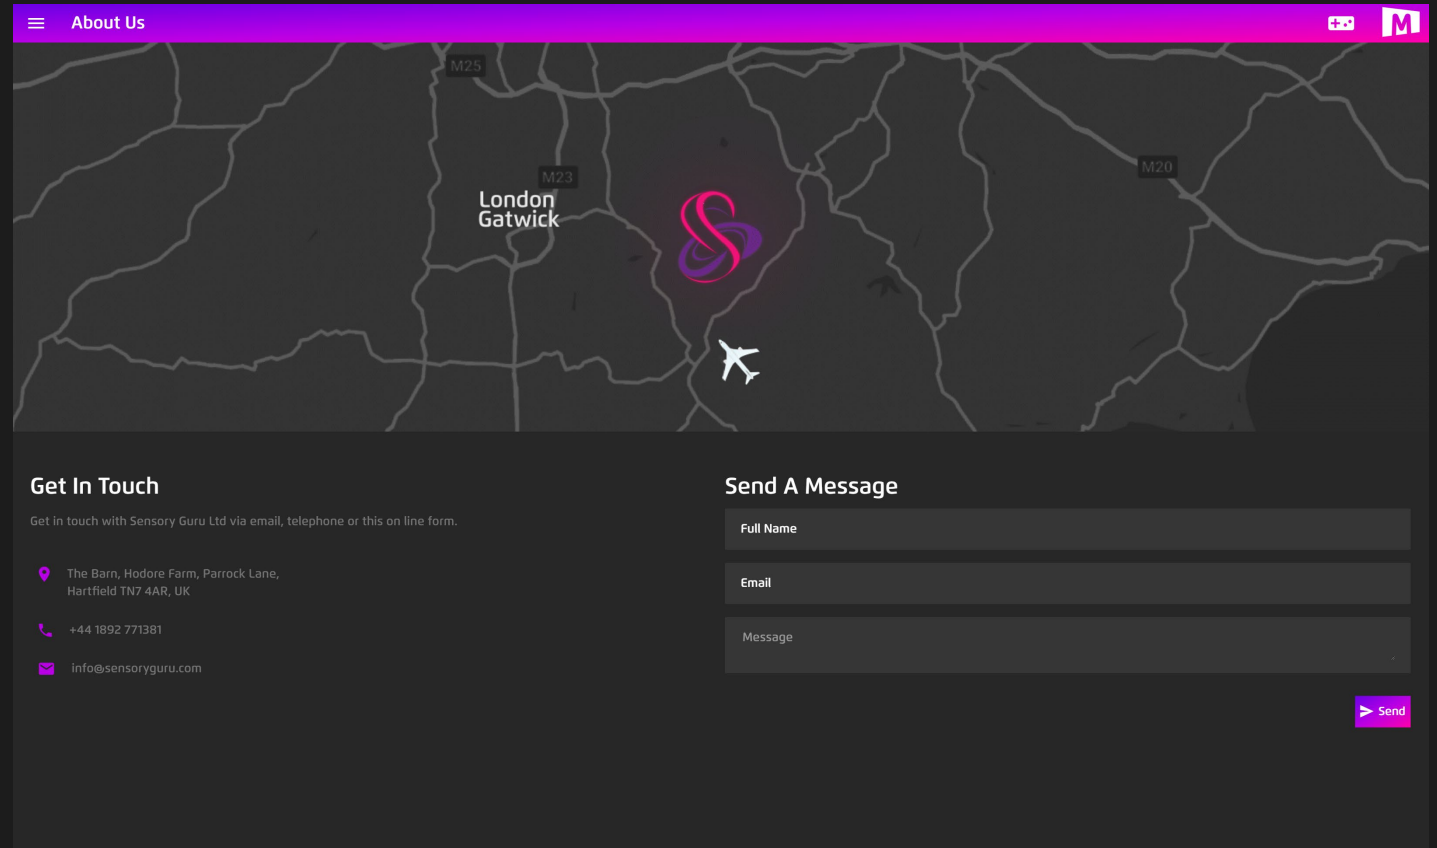 About Us
M
M25
M23
M20
London
Gatwick
Get In Touch
Get in touch with Sensory Guru Ltd via email, telephone or this on line form.
The Barn, Hodore Farm, Parrock Lane,
Hartfield TN7 4AR, UK
+44 1892 771381
info@sensoryguru.com
Send A Message
Full Name
Email
Message
Send